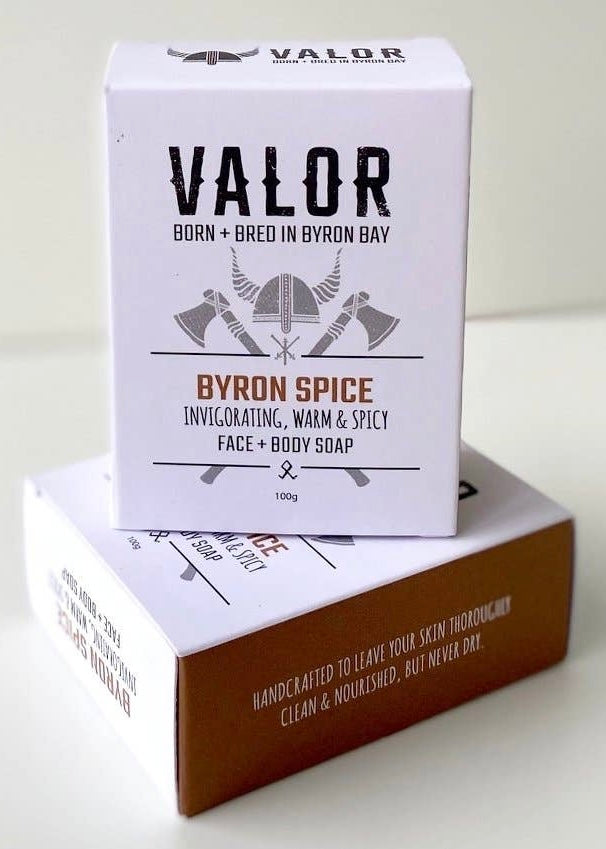 VALOR
BORN + BRED IN BYRON BAY
VALOR
BORN + BRED IN BYRON BAY
BYRON SPICE
INVIGORATING, WARM & SPICY
FACE + BODY SOAP
100g
& SPICY
SOAP
100g
BYRON SPICE
INVIGORATING, WARM &
FACE + BODY SOAP
HANDCRAFTED TO LEAVE YOUR SKIN THOROUGHLY
CLEAN & NOURISHED, BUT NEVER DRY.